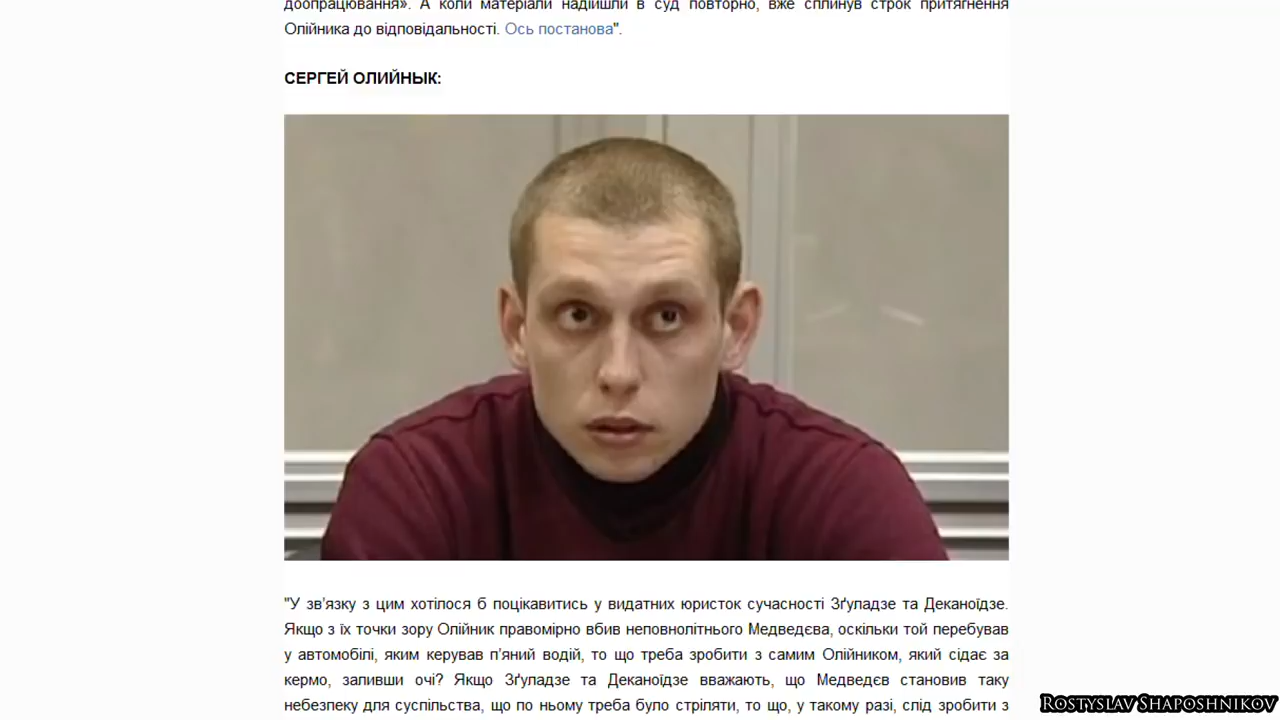 доопрацювання». А коли матеріали надійшли в суд повторно, вже сплинув строк притягнення
Олійника до відповідальності. Ось постанова".
СЕРГЕЙ ОЛИЙНЫК:
"У зв'язку з цим хотілося б поцікавитись у видатних юристок сучасності Зґуладзе та Деканоїдзе.
Якщо з їх точки зору Олійник правомірно вбив неповнолітнього Медведєва, оскільки той перебував
у автомобілі, яким керував п'яний водій, то що треба зробити з самим Олійником, який сідає за
кермо, заливши очі? Якщо Зґуладзе та Деканоїдзе вважають, що Медведєв становив таку
небезпеку для суспільства, що по ньому треба було стріляти, то що, у такому разі, слід зробити з
Rostyslav Shaposhnikov